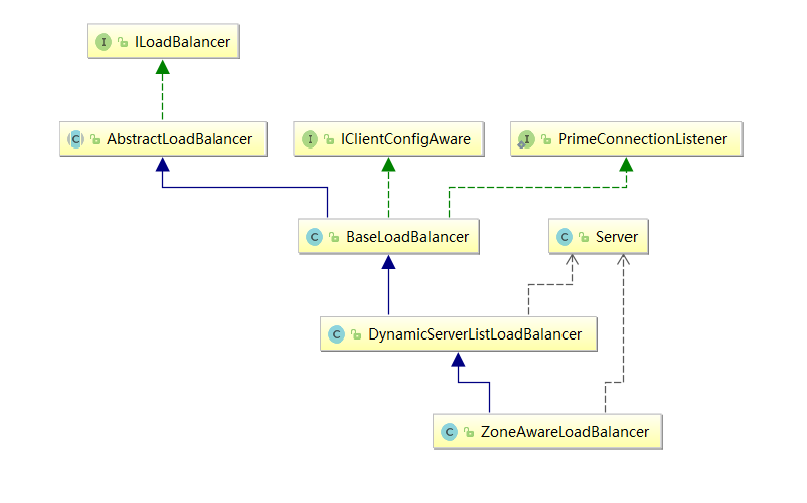 ILoadBalancer
AbstractLoadBalancer
IClientConfigAware
PrimeConnectionListener
BaseLoadBalancer
Server
DynamicServerListLoadBalancer
ZoneAwareLoadBalancer